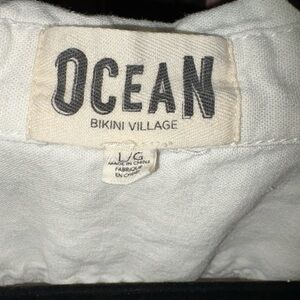 OCEAN
BIKINI VILLAGE
L/G
MADE IN CHINA
FABRIQUÉ
EN CHINE